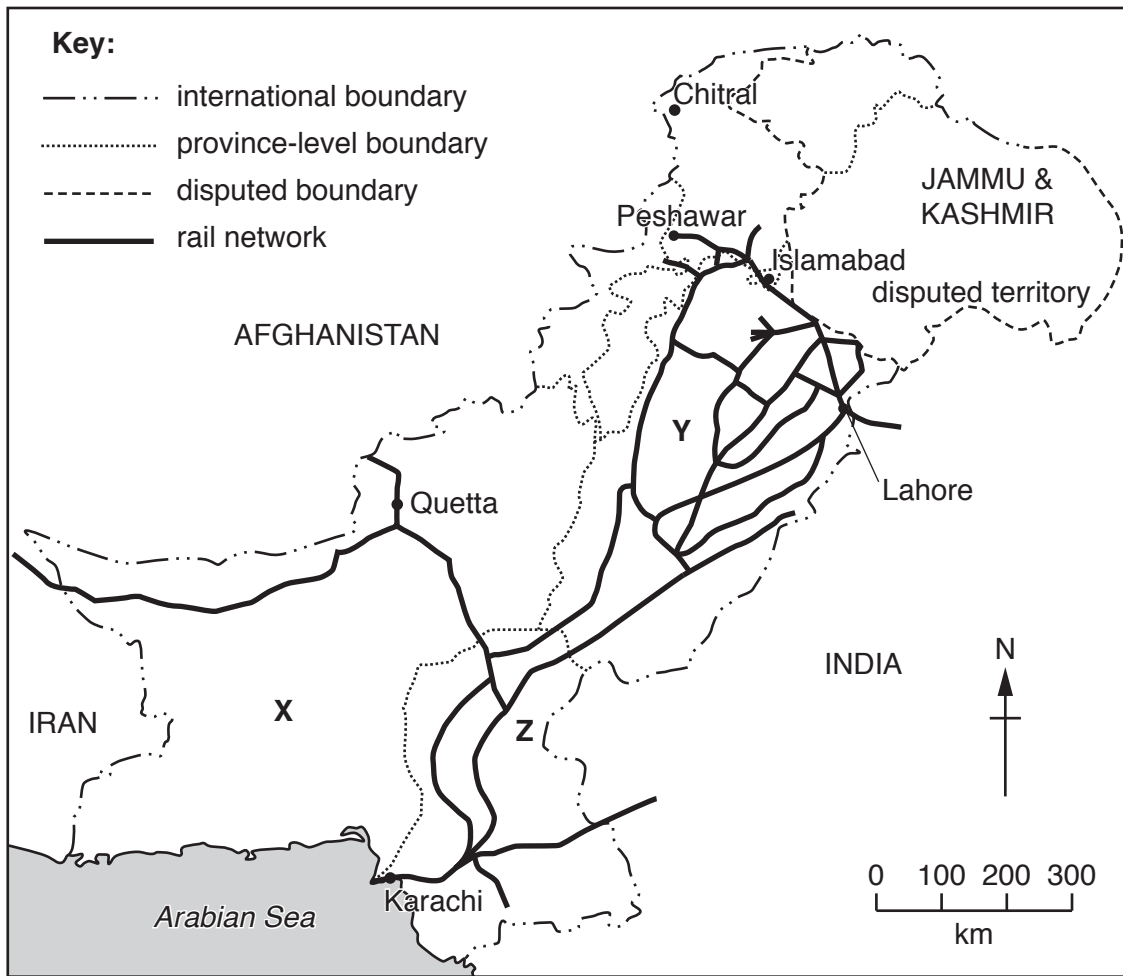 Key:
international boundary
province-level boundary
disputed boundary
rail network
Chitral
JAMMU &
KASHMIR
Peshawar
Islamabad
disputed territory
AFGHANISTAN
Y
Lahore
Quetta
N
INDIA
X
IRAN
Z
0 100 200 300
km
Karachi
Arabian Sea